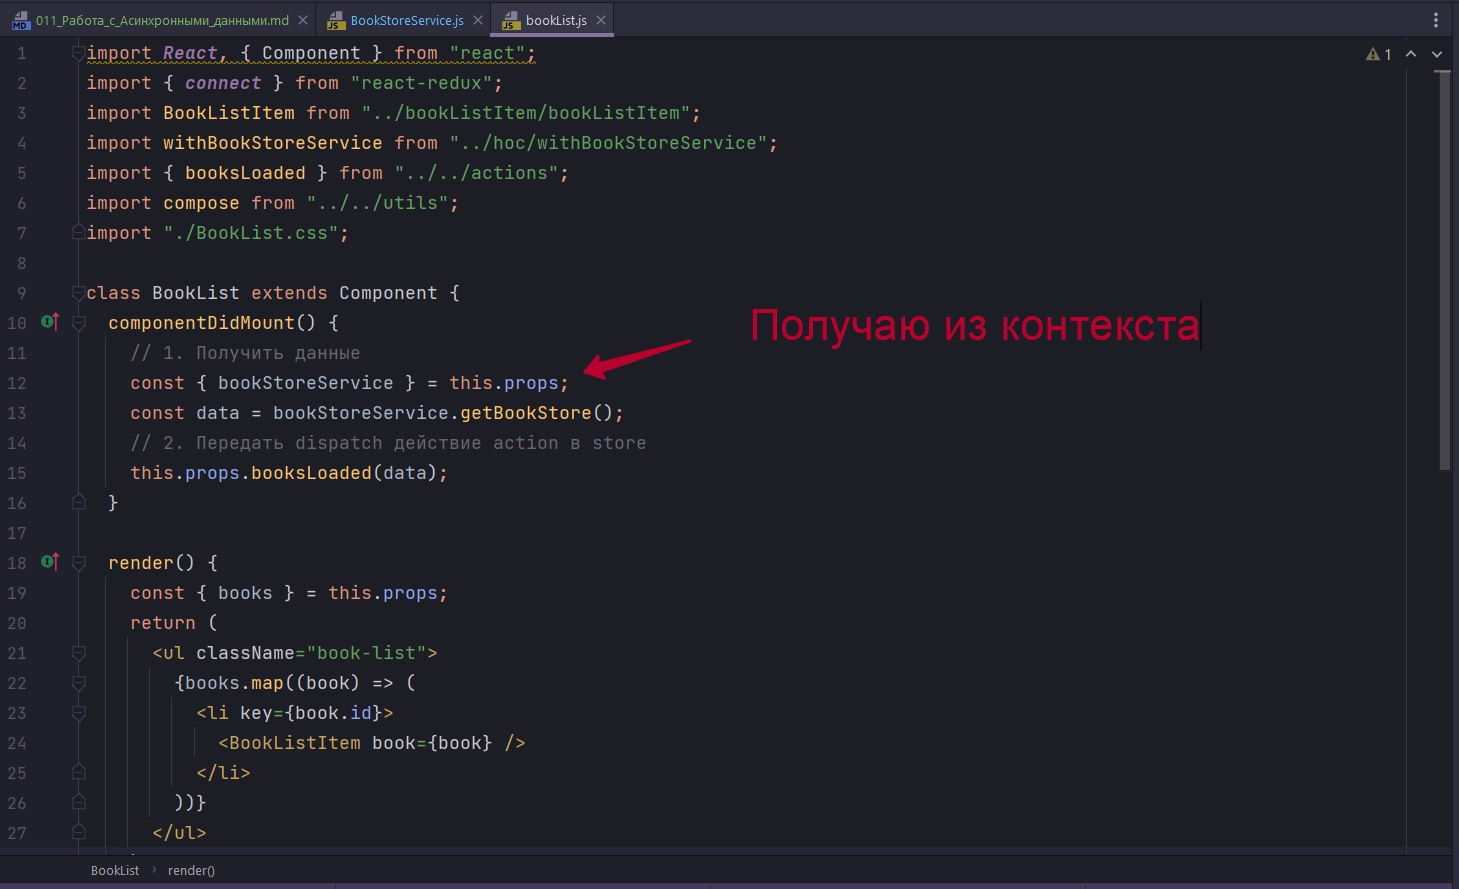 011_Работа_с_Асинхронными_данными.md
BookStoreService.js
bookList.js
1 import React, { Component } from "react";
2 import { connect } from "react-redux";
3 import BookListItem from "../bookListItem/bookListItem";
4 import withBookStoreService from "../hoc/withBookStoreService";
5 import { booksLoaded } from "../../actions";
6 import compose from "../../utils";
7 import "./BookList.css";
8
9 class BookList extends Component {
10 componentDidMount() {
Получаю из контекста
11 // 1. Получить данные
12 const { bookStoreService } = this.props;
13 const data = bookStoreService.getBookStore();
14 // 2. Передать dispatch действие action в store
15 this.props.booksLoaded(data);
16 }
17
18 render() {
19 const { books } = this.props;
20 return (
21 <ul className="book-list">
22 {books.map((book) => (
23 <li key={book.id}>
24 <BookListItem book={book} />
25 </li>
26 ))}
27 </ul>
1
BookList › render()